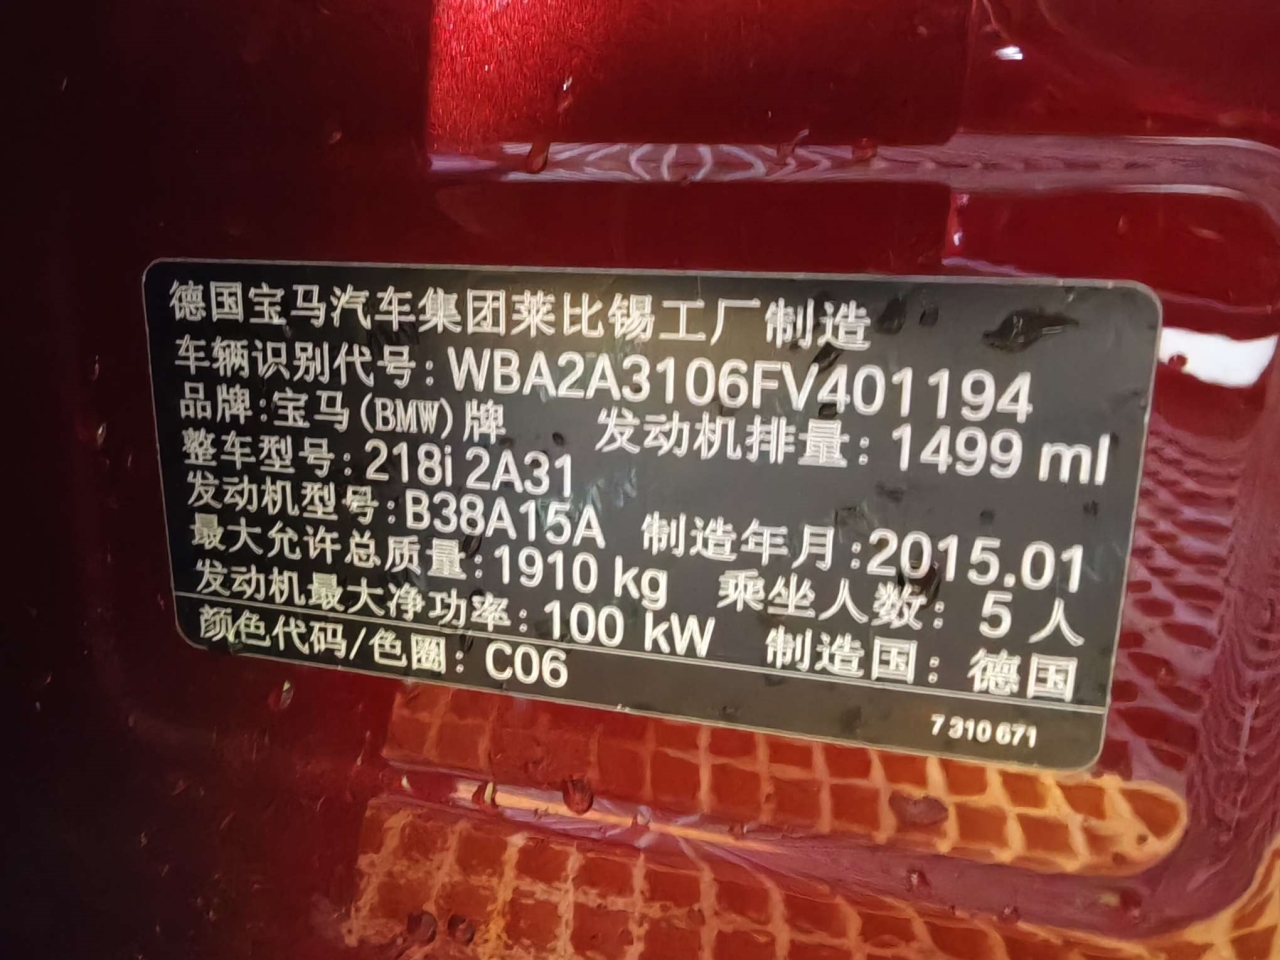 德国宝马汽车集团莱比锡工厂制造
车辆识别代号：WBA2A3106FV401194
品牌：宝马(BMW)牌 发动机排量：1499 ml
整车型号：218i 2A31
发动机型号：B38A15A 制造年月：2015.01
最大允许总质量：1910 kg 乘坐人数：5 人
发动机最大净功率：100 kW 制造国：德国
颜色代码/色圈：C06
7 310 671